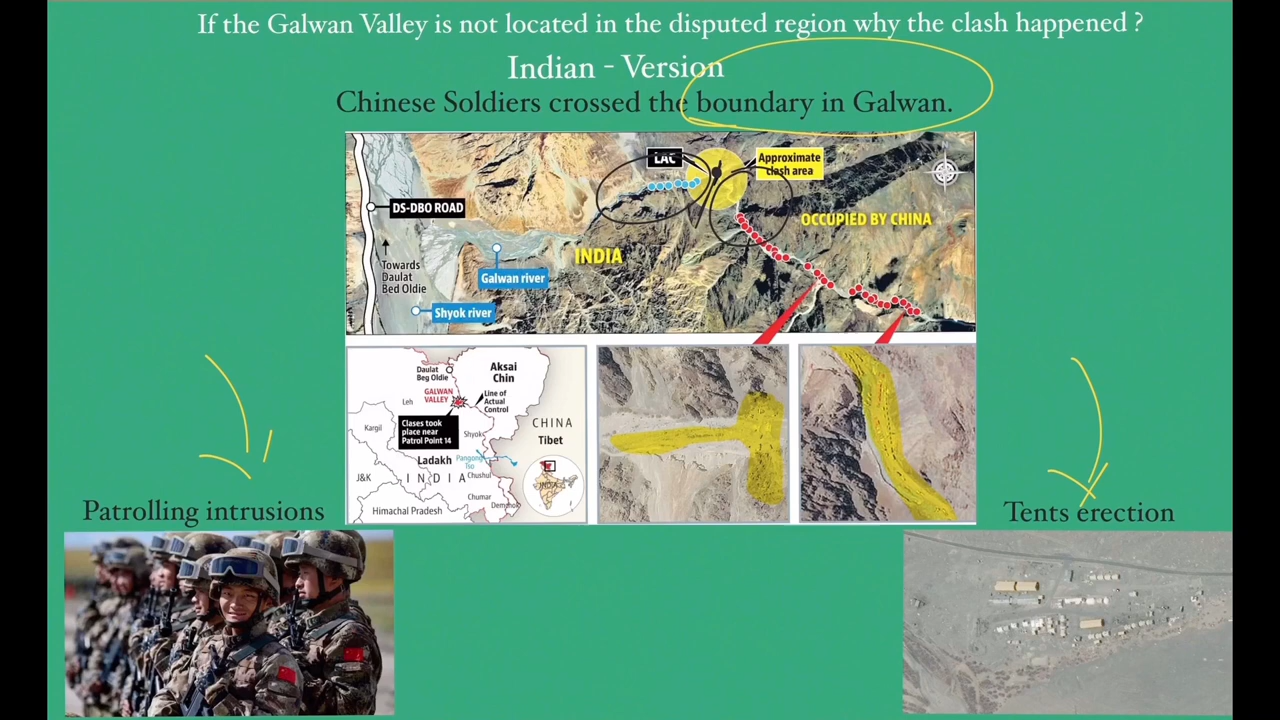 If the Galwan Valley is not located in the disputed region why the clash happened ?
Indian - Version
Chinese Soldiers crossed the boundary in Galwan.
LAC
Approximate
clash area
DS-DBO ROAD
OCCUPIED BY CHINA
INDIA
Towards
Daulat
Bed Oldie
Galwan river
Shyok river
Daulat
Beg Oldie
Aksai
Chin
GALWAN
VALLEY
Line of
Actual
Control
Leh
Kargil
Clases took
place near
Patrol Point 14
Shyok
CHINA
Tibet
Ladakh
Pangong
Tso
J&K
INDIA
Chushul
INDIA
Chumar
Demchok
Himachal Pradesh
Patrolling intrusions
Tents erection